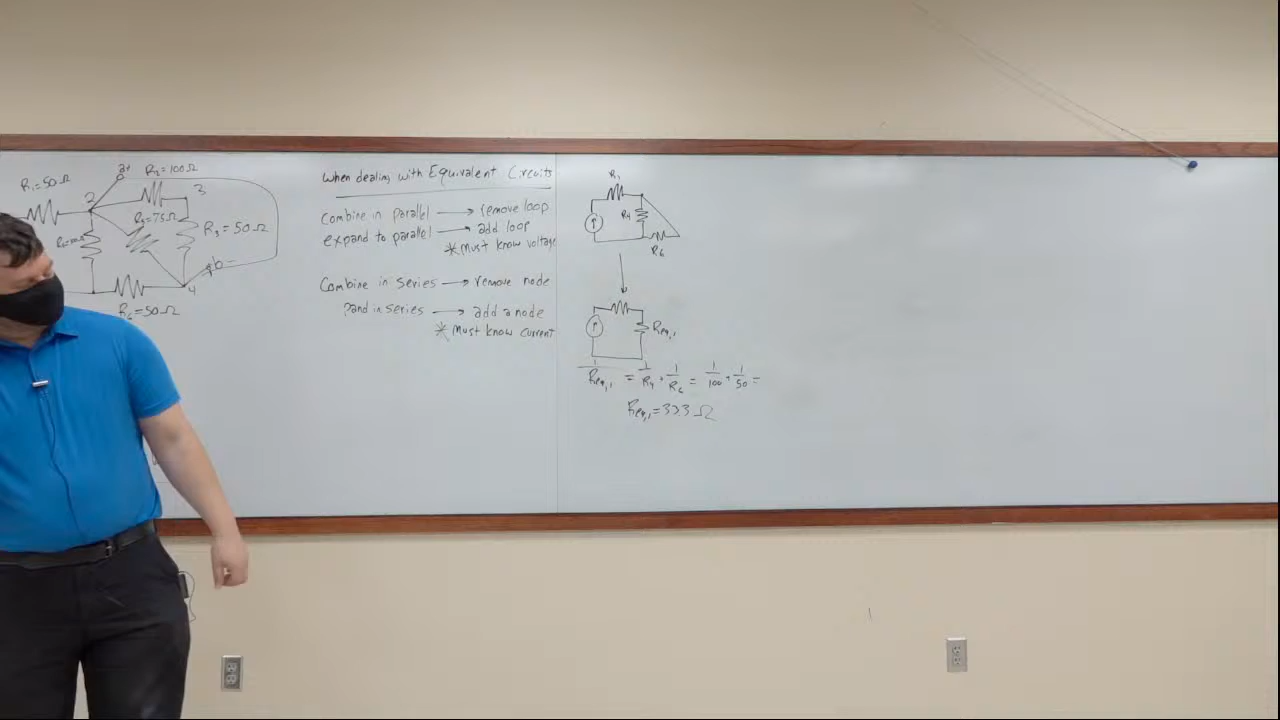 R₁=50Ω
a+
R₂=100Ω
2
3
R₅=75Ω
R₃=50Ω
b-
4
R₆=50Ω
When dealing with Equivalent Circuits
Combine in parallel → remove loop
expand to parallel → add loop
* Must know voltage
Combine in series → remove node
pand in series → add a node
* Must know current
R₁
R₄
R₆
Req,1
1/Req,1 = 1/R₄ + 1/R₆ = 1/100 + 1/50 =
Req,1 = 33.3 Ω